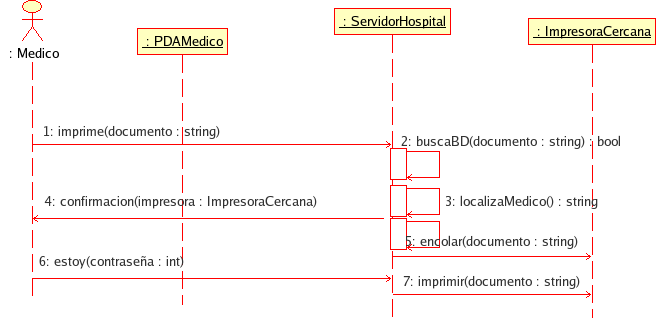 : Medico
: PDAMedico
: ServidorHospital
: ImpresoraCercana
1: imprime(documento : string)
2: buscaBD(documento : string) : bool
4: confirmacion(impresora : ImpresoraCercana)
3: localizaMedico() : string
5: encolar(documento : string)
6: estoy(contraseña : int)
7: imprimir(documento : string)